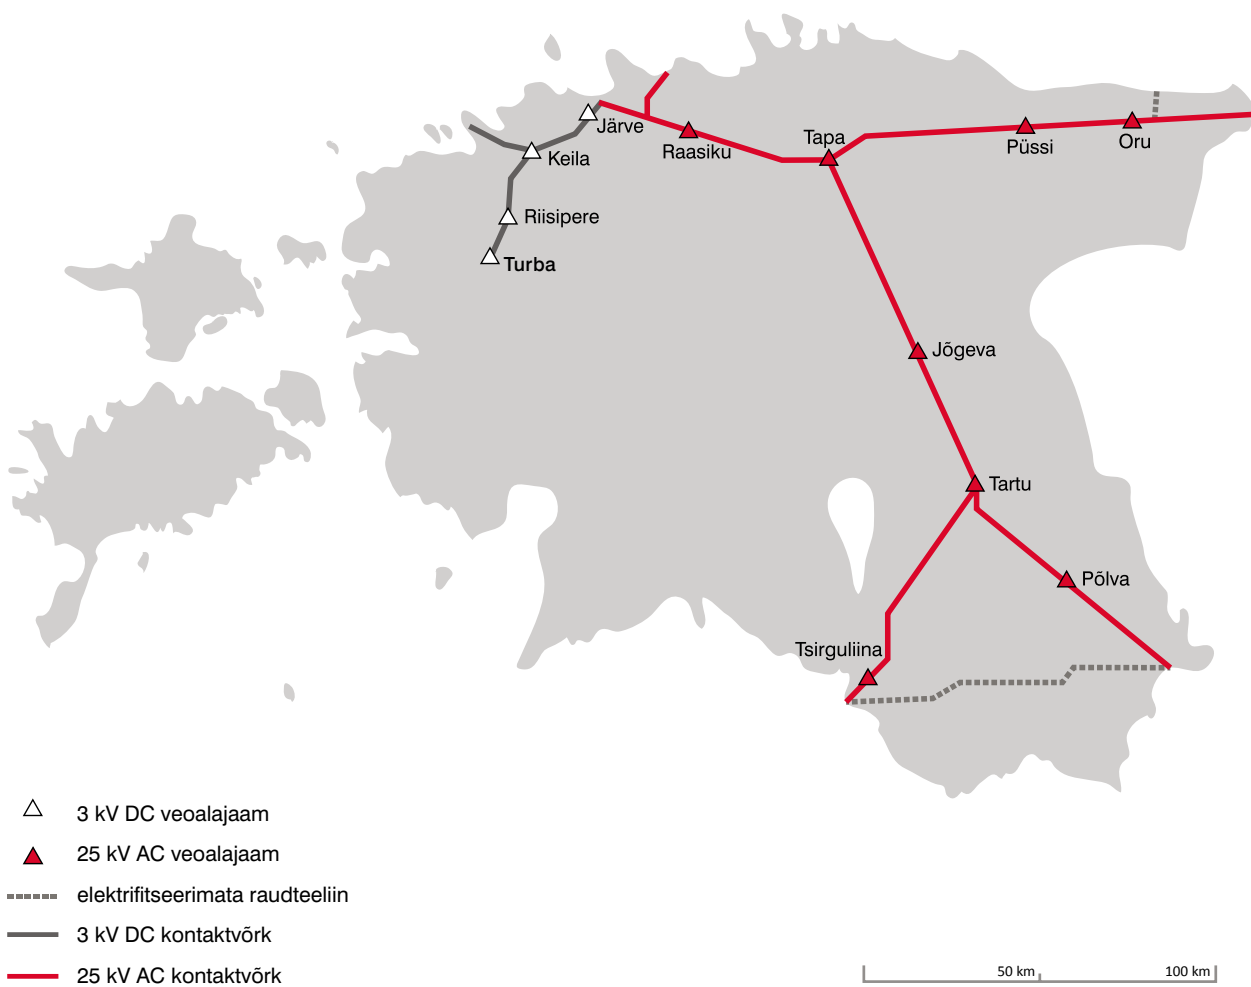 Järve
Keila
Raasiku
Tapa
Püssi
Oru
Riisipere
Turba
Jõgeva
Tartu
Põlva
Tsirguliina
3 kV DC veoalajaam
25 kV AC veoalajaam
elektrifitseerimata raudteeliin
3 kV DC kontaktvõrk
25 kV AC kontaktvõrk
50 km 100 km